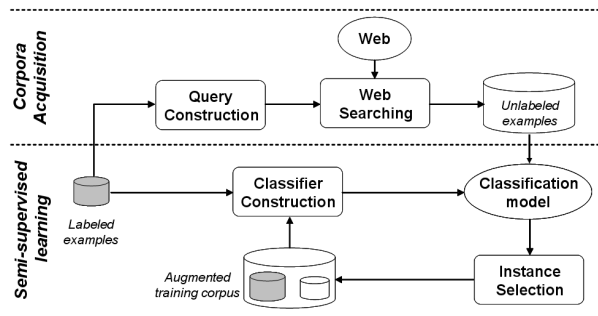 Corpora
Acquisition
Web
Query
Construction
Web
Searching
Unlabeled
examples
Semi-supervised
learning
Labeled
examples
Classifier
Construction
Classification
model
Augmented
training corpus
Instance
Selection